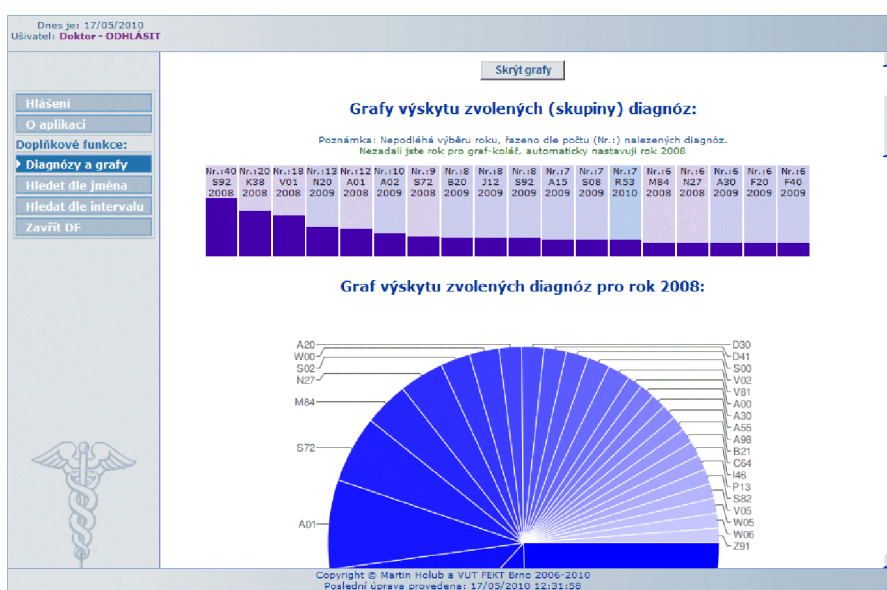 Dnes je: 17/05/2010
Uživatel: Doktor - ODHLÁSIT
Hlášení
O aplikaci
Doplňkové funkce:
Diagnózy a grafy
Hledet dle jména
Hledat dle intervalu
Zavřít DF
Skrýt grafy
Grafy výskytu zvolených (skupiny) diagnóz:
Poznámka: Nepodléhá výběru roku, řazeno dle počtu (Nr.:) nalezených diagnóz.
Nezadali jste rok pro graf-koláč, automaticky nastavuji rok 2008
Nr.:40 Nr.:20 Nr.:18 Nr.:13 Nr.:12 Nr.:10 Nr.:9 Nr.:8 Nr.:8 Nr.:8 Nr.:7 Nr.:7 Nr.:7 Nr.:6 Nr.:6 Nr.:6 Nr.:6 Nr.:6
S92 K38 V01 N20 A01 A02 S72 B20 J12 S92 A15 S08 R53 M84 N27 A30 F20 F40
2008 2008 2008 2009 2008 2009 2008 2009 2009 2009 2009 2009 2010 2008 2008 2009 2009 2009
Graf výskytu zvolených diagnóz pro rok 2008:
A20
W00
S02
N27
M84
S72
A01
D30
D41
S00
V02
V81
A00
A30
A55
A98
B21
C64
I46
P13
S82
V05
W05
W06
Z91
Copyright © Martin Holub a VUT FEKT Brno 2006-2010
Poslední úprava provedena: 17/05/2010 12:31:58